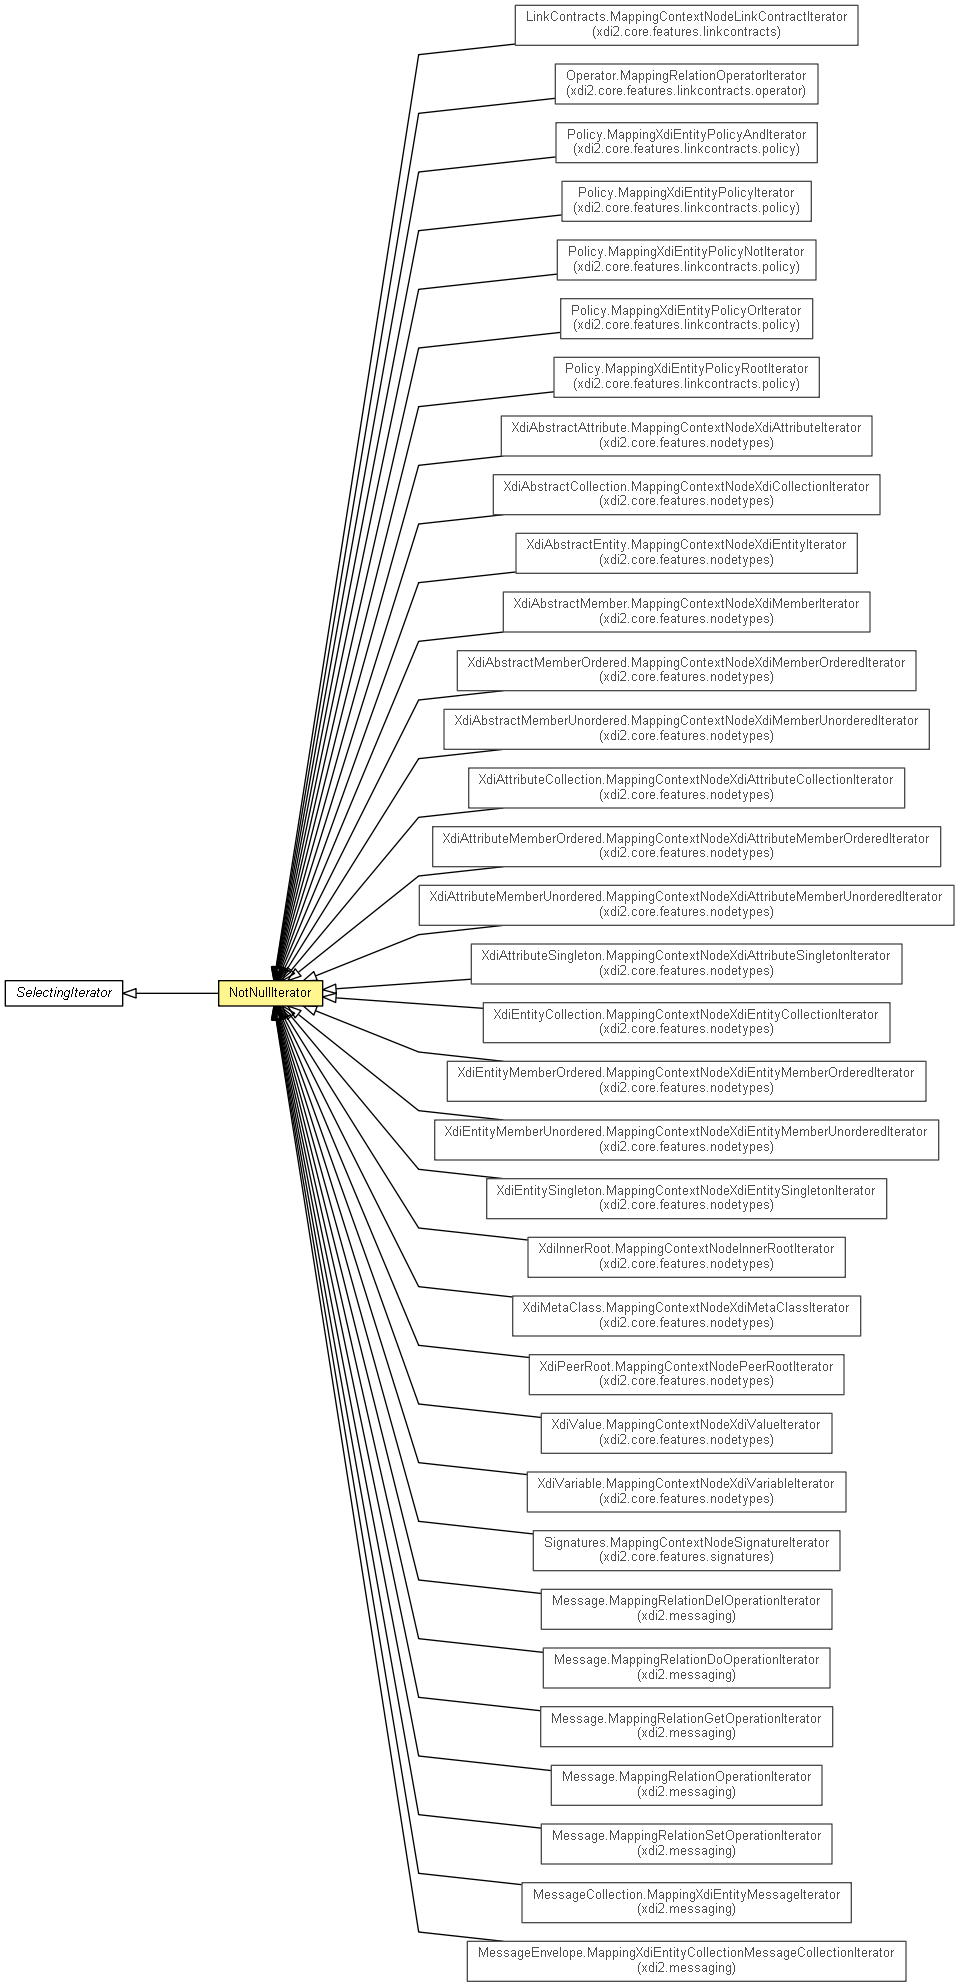 LinkContracts.MappingContextNodeLinkContractIterator
(xdi2.core.features.linkcontracts)
Operator.MappingRelationOperatorIterator
(xdi2.core.features.linkcontracts.operator)
Policy.MappingXdiEntityPolicyAndIterator
(xdi2.core.features.linkcontracts.policy)
Policy.MappingXdiEntityPolicyIterator
(xdi2.core.features.linkcontracts.policy)
Policy.MappingXdiEntityPolicyNotIterator
(xdi2.core.features.linkcontracts.policy)
Policy.MappingXdiEntityPolicyOrIterator
(xdi2.core.features.linkcontracts.policy)
Policy.MappingXdiEntityPolicyRootIterator
(xdi2.core.features.linkcontracts.policy)
XdiAbstractAttribute.MappingContextNodeXdiAttributeIterator
(xdi2.core.features.nodetypes)
XdiAbstractCollection.MappingContextNodeXdiCollectionIterator
(xdi2.core.features.nodetypes)
XdiAbstractEntity.MappingContextNodeXdiEntityIterator
(xdi2.core.features.nodetypes)
XdiAbstractMember.MappingContextNodeXdiMemberIterator
(xdi2.core.features.nodetypes)
XdiAbstractMemberOrdered.MappingContextNodeXdiMemberOrderedIterator
(xdi2.core.features.nodetypes)
XdiAbstractMemberUnordered.MappingContextNodeXdiMemberUnorderedIterator
(xdi2.core.features.nodetypes)
XdiAttributeCollection.MappingContextNodeXdiAttributeCollectionIterator
(xdi2.core.features.nodetypes)
XdiAttributeMemberOrdered.MappingContextNodeXdiAttributeMemberOrderedIterator
(xdi2.core.features.nodetypes)
XdiAttributeMemberUnordered.MappingContextNodeXdiAttributeMemberUnorderedIterator
(xdi2.core.features.nodetypes)
XdiAttributeSingleton.MappingContextNodeXdiAttributeSingletonIterator
(xdi2.core.features.nodetypes)
SelectingIterator
NotNullIterator
XdiEntityCollection.MappingContextNodeXdiEntityCollectionIterator
(xdi2.core.features.nodetypes)
XdiEntityMemberOrdered.MappingContextNodeXdiEntityMemberOrderedIterator
(xdi2.core.features.nodetypes)
XdiEntityMemberUnordered.MappingContextNodeXdiEntityMemberUnorderedIterator
(xdi2.core.features.nodetypes)
XdiEntitySingleton.MappingContextNodeXdiEntitySingletonIterator
(xdi2.core.features.nodetypes)
XdiInnerRoot.MappingContextNodeInnerRootIterator
(xdi2.core.features.nodetypes)
XdiMetaClass.MappingContextNodeXdiMetaClassIterator
(xdi2.core.features.nodetypes)
XdiPeerRoot.MappingContextNodePeerRootIterator
(xdi2.core.features.nodetypes)
XdiValue.MappingContextNodeXdiValueIterator
(xdi2.core.features.nodetypes)
XdiVariable.MappingContextNodeXdiVariableIterator
(xdi2.core.features.nodetypes)
Signatures.MappingContextNodeSignatureIterator
(xdi2.core.features.signatures)
Message.MappingRelationDelOperationIterator
(xdi2.messaging)
Message.MappingRelationDoOperationIterator
(xdi2.messaging)
Message.MappingRelationGetOperationIterator
(xdi2.messaging)
Message.MappingRelationOperationIterator
(xdi2.messaging)
Message.MappingRelationSetOperationIterator
(xdi2.messaging)
MessageCollection.MappingXdiEntityMessageIterator
(xdi2.messaging)
MessageEnvelope.MappingXdiEntityCollectionMessageCollectionIterator
(xdi2.messaging)